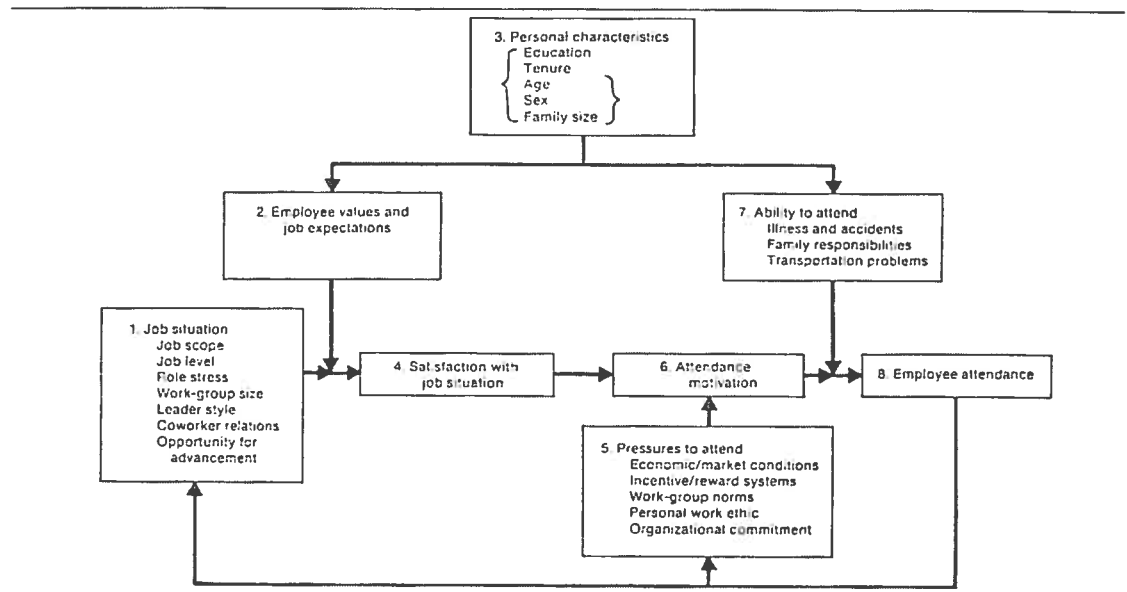 3. Personal characteristics
Education
Tenure
Age
Sex
Family size
2. Employee values and
job expectations
7. Ability to attend
Illness and accidents
Family responsibilities
Transportation problems
1. Job situation
Job scope
Job level
Role stress
Work-group size
Leader style
Coworker relations
Opportunity for
advancement
4. Satisfaction with
job situation
6. Attendance
motivation
8. Employee attendance
5. Pressures to attend
Economic/market conditions
Incentive/reward systems
Work-group norms
Personal work ethic
Organizational commitment